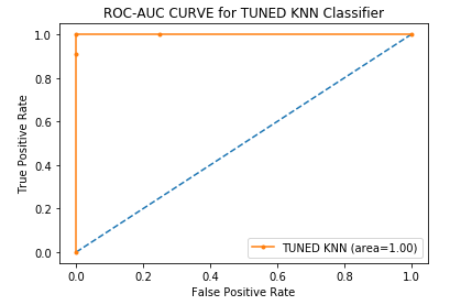 ROC-AUC CURVE for TUNED KNN Classifier
1.0
0.8
0.6
0.4
0.2
0.0
True Positive Rate
TUNED KNN (area=1.00)
0.0 0.2 0.4 0.6 0.8 1.0
False Positive Rate